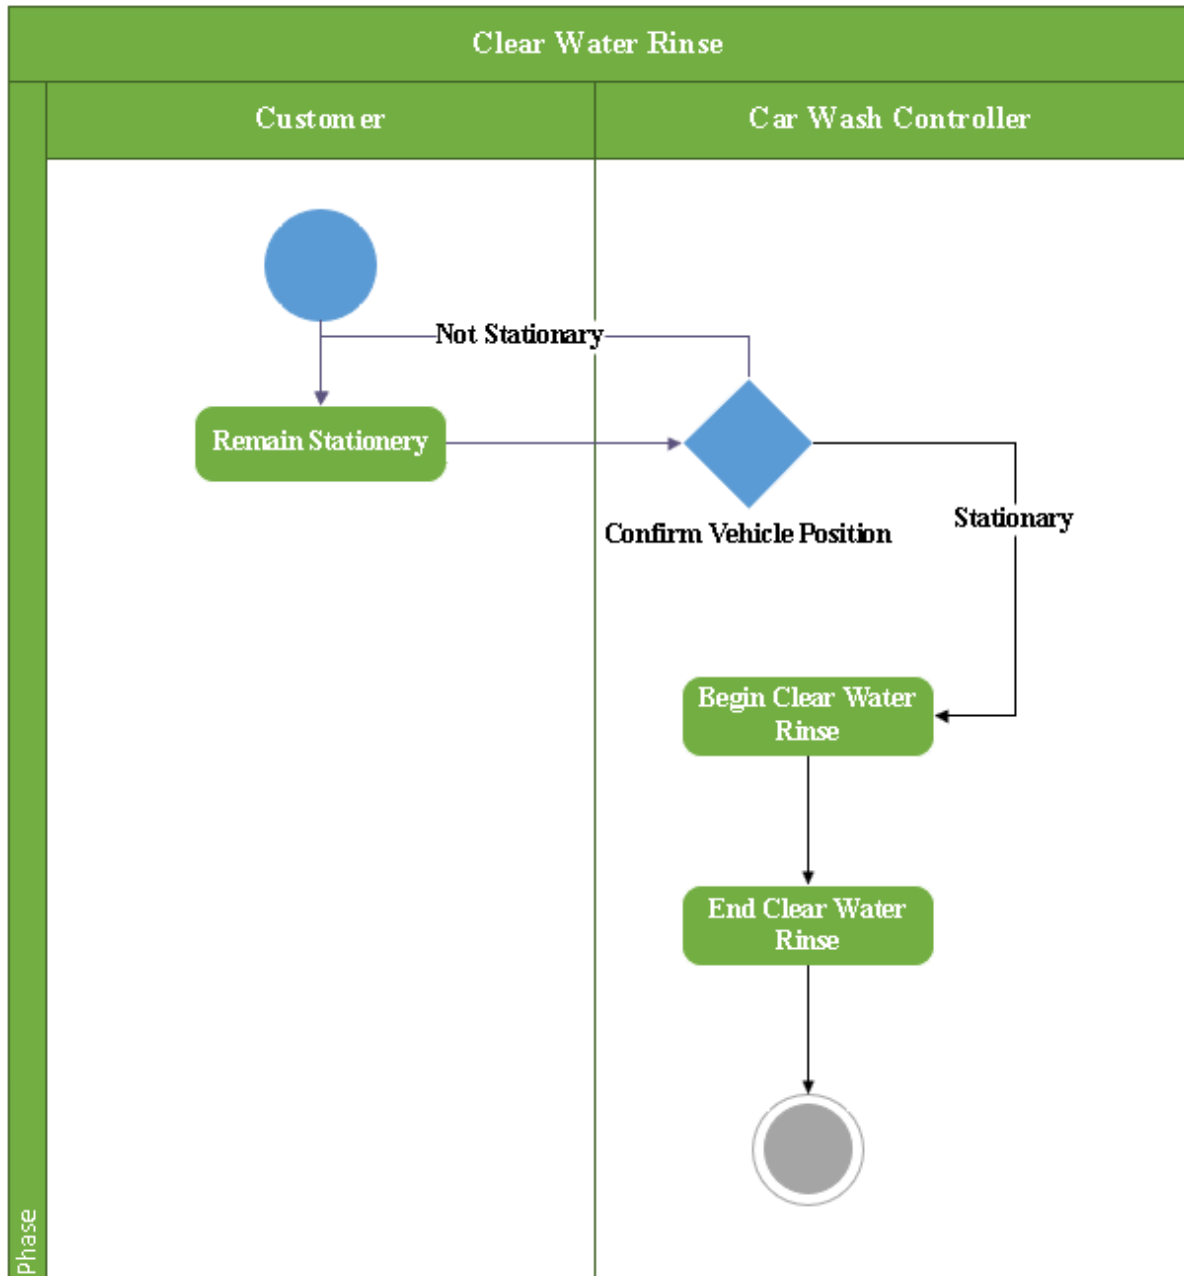 Clear Water Rinse
Customer
Car Wash Controller
Not Stationary
Remain Stationery
Stationary
Confirm Vehicle Position
Begin Clear Water
Rinse
End Clear Water
Rinse
Phase